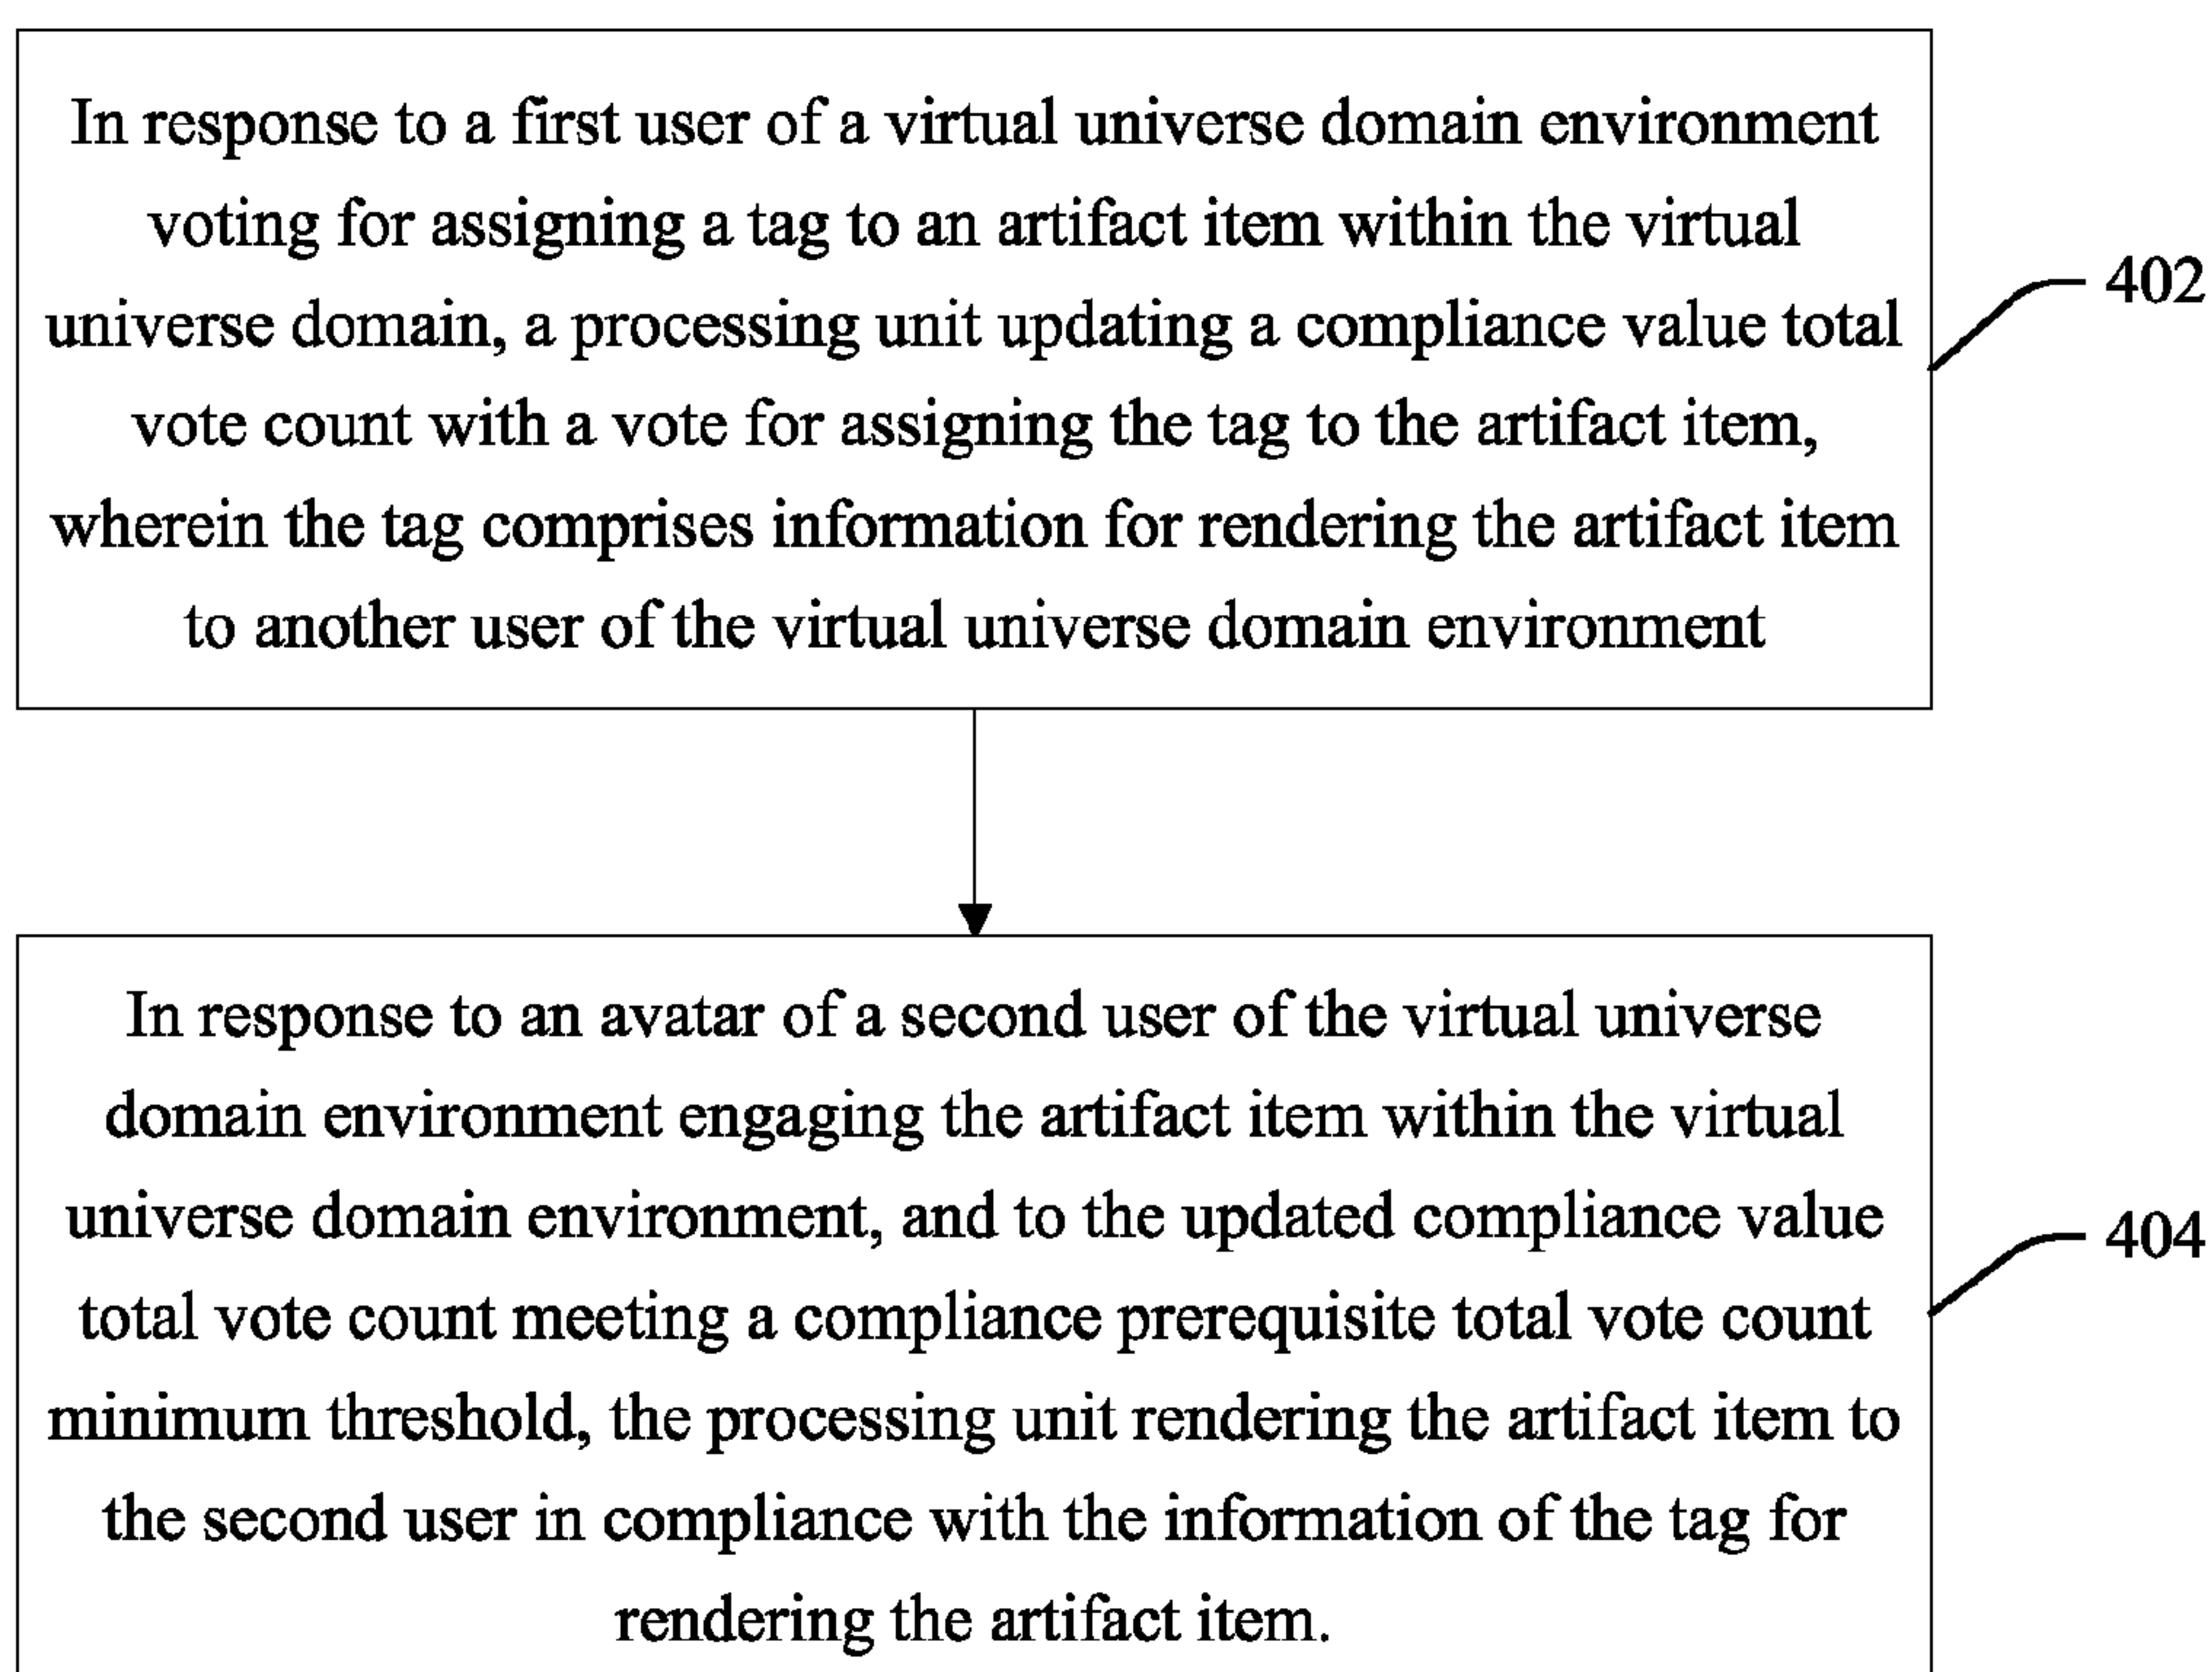 In response to a first user of a virtual universe domain environment
voting for assigning a tag to an artifact item within the virtual
universe domain, a processing unit updating a compliance value total
vote count with a vote for assigning the tag to the artifact item,
wherein the tag comprises information for rendering the artifact item
to another user of the virtual universe domain environment
402
In response to an avatar of a second user of the virtual universe
domain environment engaging the artifact item within the virtual
universe domain environment, and to the updated compliance value
total vote count meeting a compliance prerequisite total vote count
minimum threshold, the processing unit rendering the artifact item to
the second user in compliance with the information of the tag for
rendering the artifact item.
404